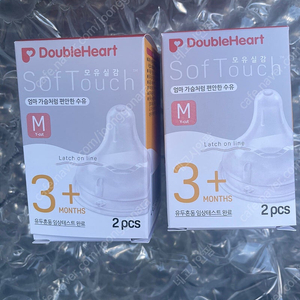 DoubleHeart
모유실감
SofTouch
엄마 가슴처럼 편안한 수유
M
Latch on line
3+
MONTHS
유두혼동 임상테스트 완료
2 pcs
DoubleHeart
모유실감
SofTouch
엄마 가슴처럼 편안한 수유
M
Latch on line
3+
MONTHS
유두혼동 임상테스트 완료
2 pcs